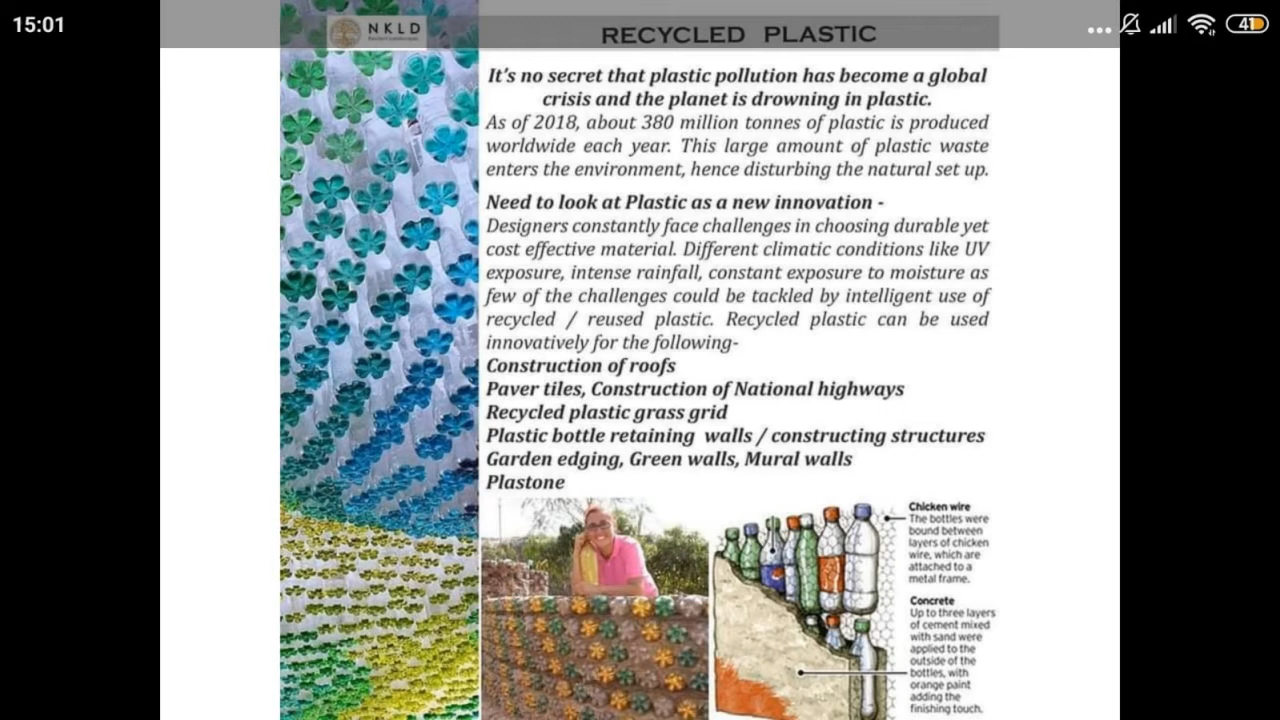 15:01
41
NKLD
RECYCLED PLASTIC
It's no secret that plastic pollution has become a global
crisis and the planet is drowning in plastic.
As of 2018, about 380 million tonnes of plastic is produced
worldwide each year. This large amount of plastic waste
enters the environment, hence disturbing the natural set up.
Need to look at Plastic as a new innovation -
Designers constantly face challenges in choosing durable yet
cost effective material. Different climatic conditions like UV
exposure, intense rainfall, constant exposure to moisture as
few of the challenges could be tackled by intelligent use of
recycled / reused plastic. Recycled plastic can be used
innovatively for the following-
Construction of roofs
Paver tiles, Construction of National highways
Recycled plastic grass grid
Plastic bottle retaining walls / constructing structures
Garden edging, Green walls, Mural walls
Plastone
Chicken wire
The bottles were
bound between
layers of chicken
wire, which are
attached to a
metal frame.
Concrete
Up to three layers
of cement mixed
with sand were
applied to the
outside of the
bottles, with
orange paint
adding the
finishing touch.